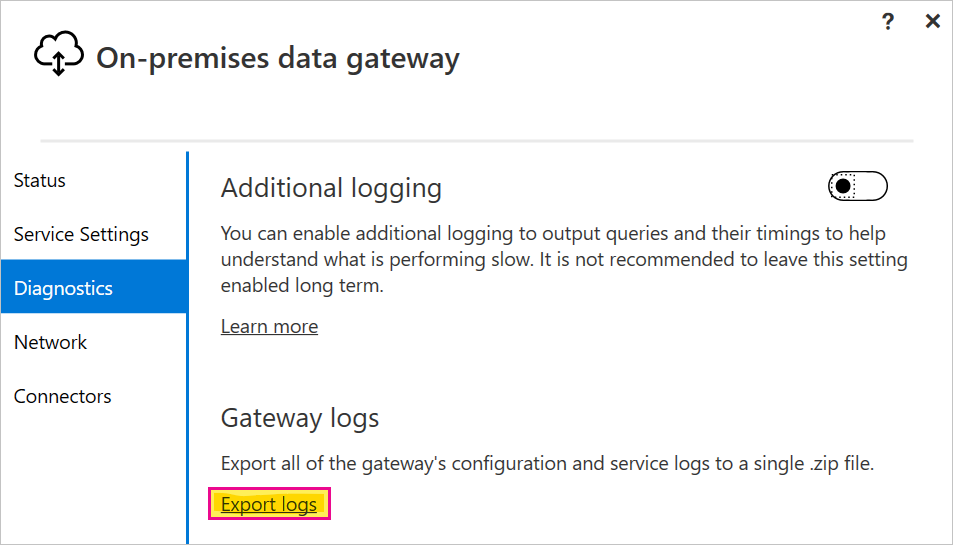 ? ×
On-premises data gateway
Status
Service Settings
Diagnostics
Network
Connectors
Additional logging
You can enable additional logging to output queries and their timings to help
understand what is performing slow. It is not recommended to leave this setting
enabled long term.
Learn more
Gateway logs
Export all of the gateway's configuration and service logs to a single .zip file.
Export logs